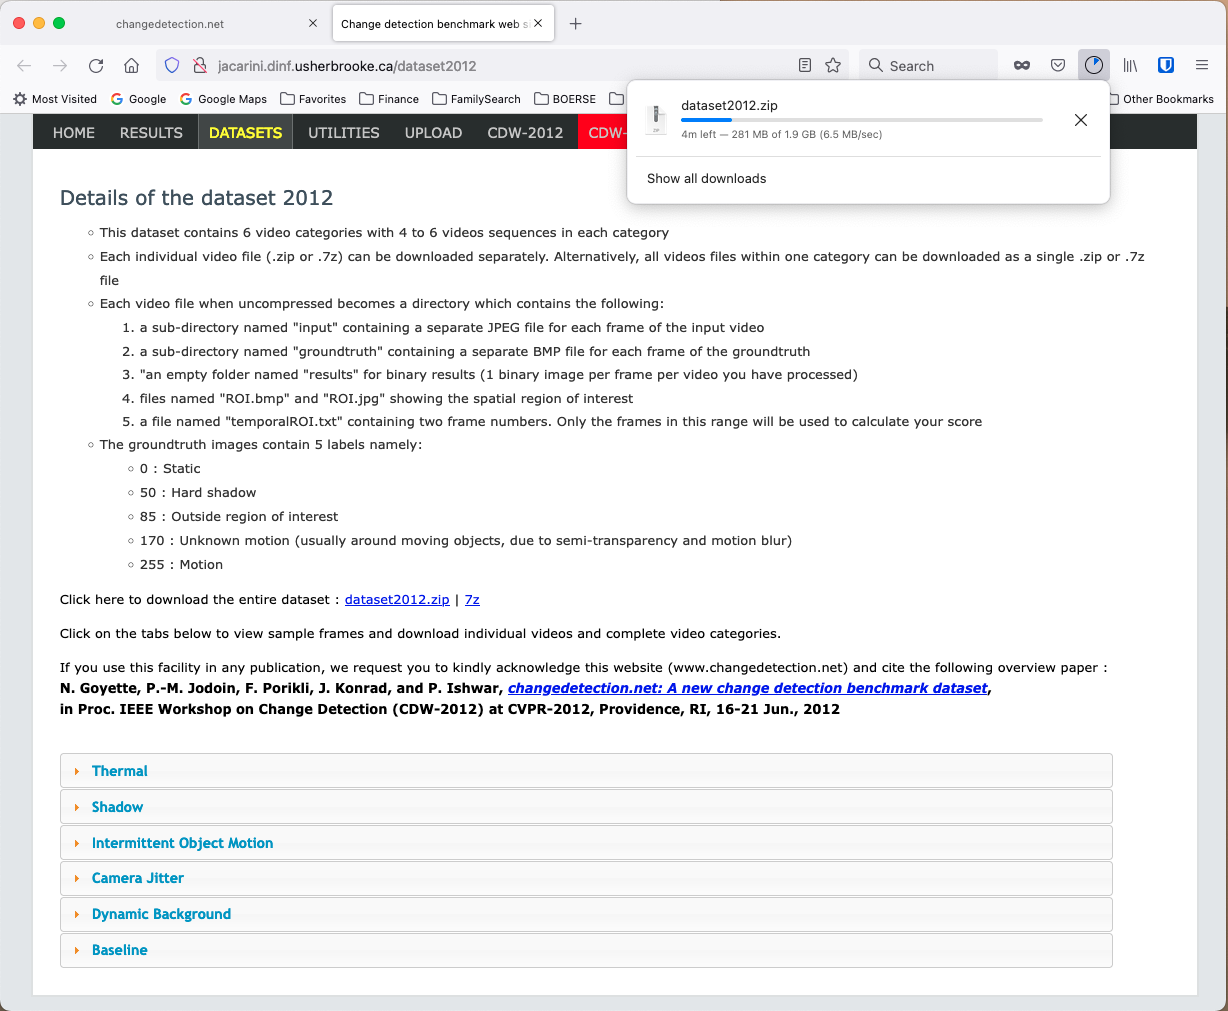 changedetection.net
Change detection benchmark web s
jacarini.dinf.usherbrooke.ca/dataset2012
Search
Most Visited
Google
Google Maps
Favorites
Finance
FamilySearch
BOERSE
Other Bookmarks
dataset2012.zip
4m left — 281 MB of 1.9 GB (6.5 MB/sec)
Show all downloads
ZIP
HOME RESULTS DATASETS UTILITIES UPLOAD CDW-2012 CDW-
Details of the dataset 2012
This dataset contains 6 video categories with 4 to 6 videos sequences in each category
Each individual video file (.zip or .7z) can be downloaded separately. Alternatively, all videos files within one category can be downloaded as a single .zip or .7z
file
Each video file when uncompressed becomes a directory which contains the following:
1. a sub-directory named "input" containing a separate JPEG file for each frame of the input video
2. a sub-directory named "groundtruth" containing a separate BMP file for each frame of the groundtruth
3. "an empty folder named "results" for binary results (1 binary image per frame per video you have processed)
4. files named "ROI.bmp" and "ROI.jpg" showing the spatial region of interest
5. a file named "temporalROI.txt" containing two frame numbers. Only the frames in this range will be used to calculate your score
The groundtruth images contain 5 labels namely:
0 : Static
50 : Hard shadow
85 : Outside region of interest
170 : Unknown motion (usually around moving objects, due to semi-transparency and motion blur)
255 : Motion
Click here to download the entire dataset : dataset2012.zip | 7z
Click on the tabs below to view sample frames and download individual videos and complete video categories.
If you use this facility in any publication, we request you to kindly acknowledge this website (www.changedetection.net) and cite the following overview paper :
N. Goyette, P.-M. Jodoin, F. Porikli, J. Konrad, and P. Ishwar, changedetection.net: A new change detection benchmark dataset,
in Proc. IEEE Workshop on Change Detection (CDW-2012) at CVPR-2012, Providence, RI, 16-21 Jun., 2012
Thermal
Shadow
Intermittent Object Motion
Camera Jitter
Dynamic Background
Baseline